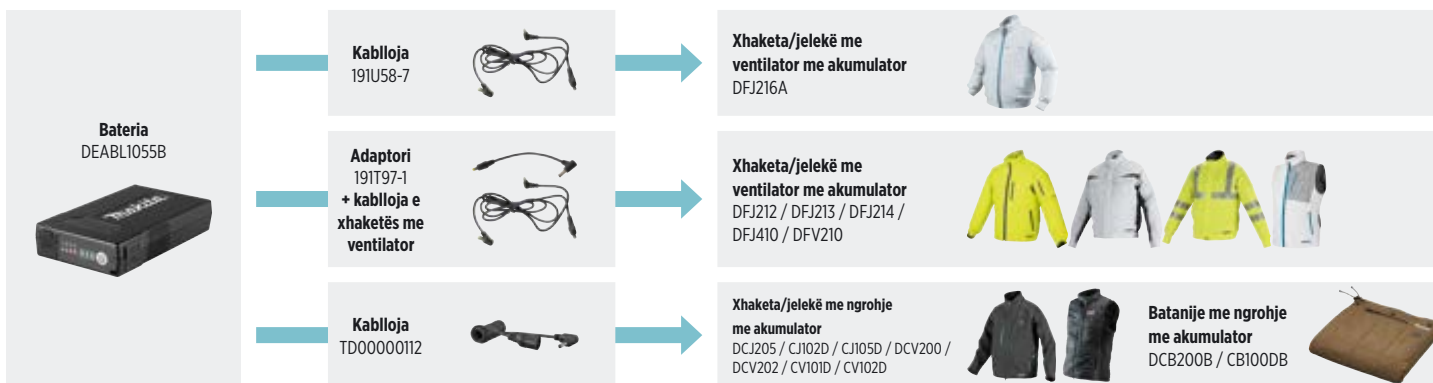 Bateria
DEABL1055B
Makita
Kablloja
191U58-7
Xhaketa/jelekë me
ventilator me akumulator
DFJ216A
Adaptori
191T97-1
+ kablloja e
xhaketës me
ventilator
Xhaketa/jelekë me
ventilator me akumulator
DFJ212 / DFJ213 / DFJ214 /
DFJ410 / DFV210
Kablloja
TD00000112
Xhaketa/jelekë me ngrohje
me akumulator
DCJ205 / CJ102D / CJ105D / DCV200 /
DCV202 / CV101D / CV102D
Batanije me ngrohje
me akumulator
DCB200B / CB100DB